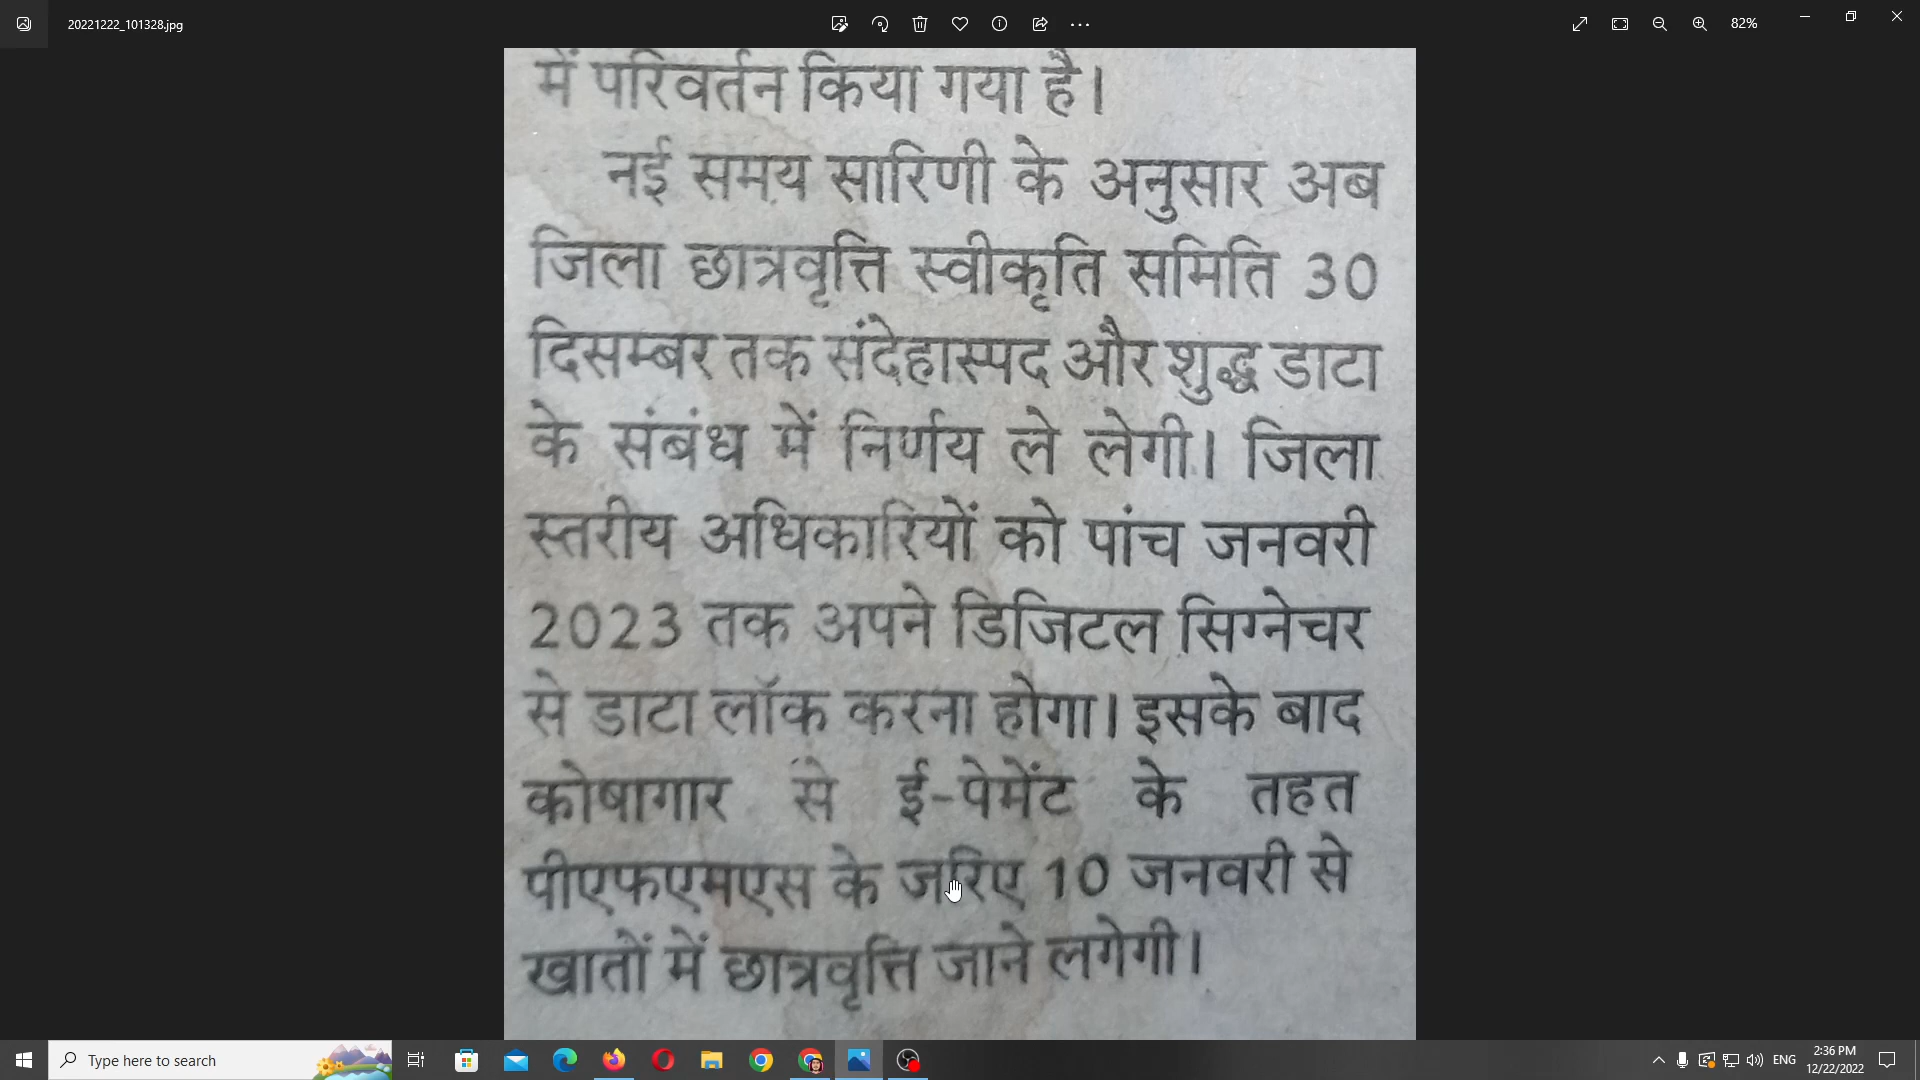 20221222_101328.jpg
82%
में परिवर्तन किया गया है।
नई समय सारिणी के अनुसार अब
जिला छात्रवृत्ति स्वीकृति समिति 30
दिसम्बर तक संदेहास्पद और शुद्ध डाटा
के संबंध में निर्णय ले लेगी। जिला
स्तरीय अधिकारियों को पांच जनवरी
2023 तक अपने डिजिटल सिग्नेचर
से डाटा लॉक करना होगा। इसके बाद
कोषागार से ई-पेमेंट के तहत
पीएफएमएस के जरिए 10 जनवरी से
खातों में छात्रवृत्ति जाने लगेगी।
Type here to search
ENG
2:36 PM
12/22/2022